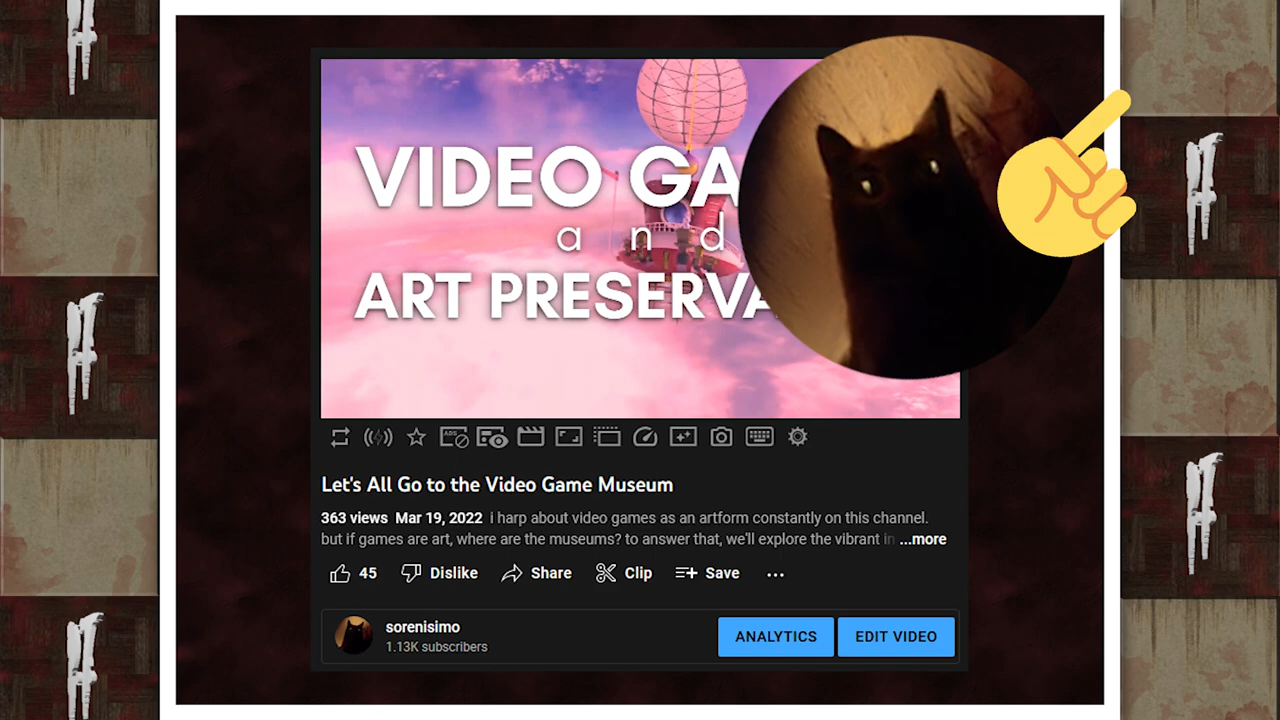 VIDEO GA
and
ART PRESERVA
ADS
Let's All Go to the Video Game Museum
363 views Mar 19, 2022 i harp about video games as an artform constantly on this channel.
but if games are art, where are the museums? to answer that, we'll explore the vibrant in ...more
45 Dislike Share Clip Save
sorenisimo
1.13K subscribers
ANALYTICS EDIT VIDEO